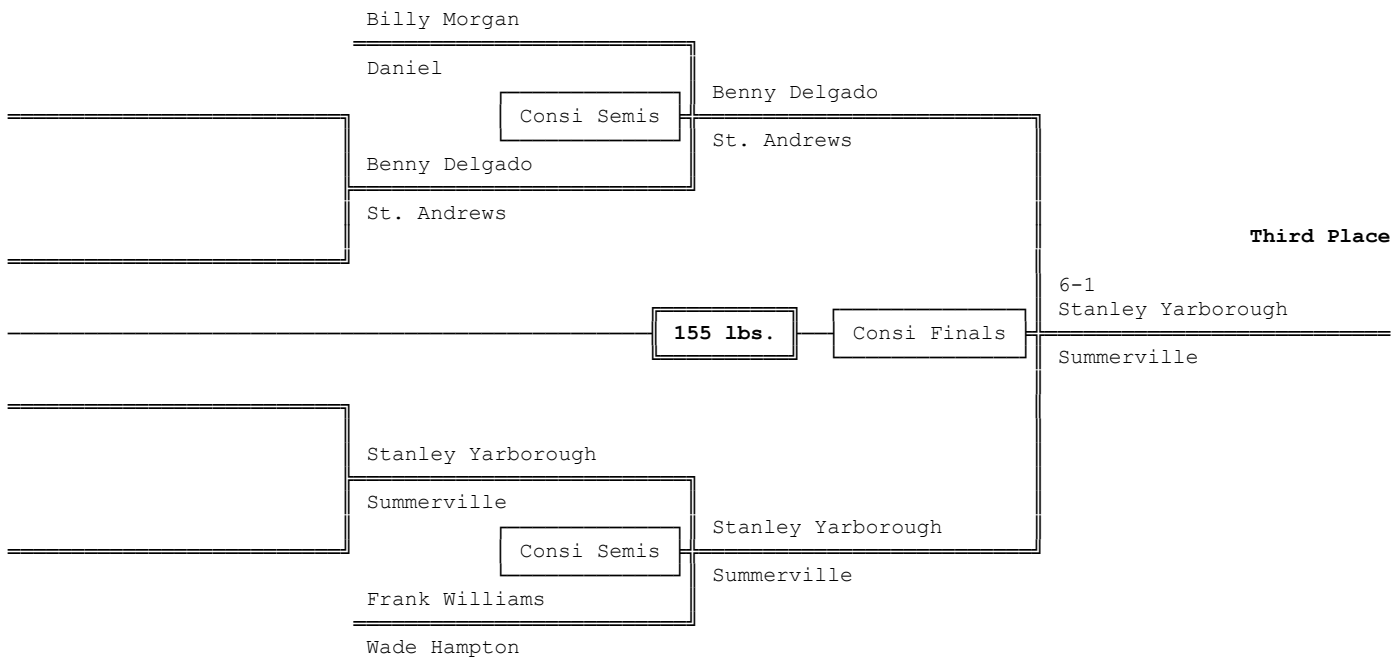 Billy Morgan
Daniel
Benny Delgado
Consi Semis
St. Andrews
Benny Delgado
St. Andrews
Third Place
6-1
Stanley Yarborough
155 lbs.
Consi Finals
Summerville
Stanley Yarborough
Summerville
Stanley Yarborough
Consi Semis
Summerville
Frank Williams
Wade Hampton